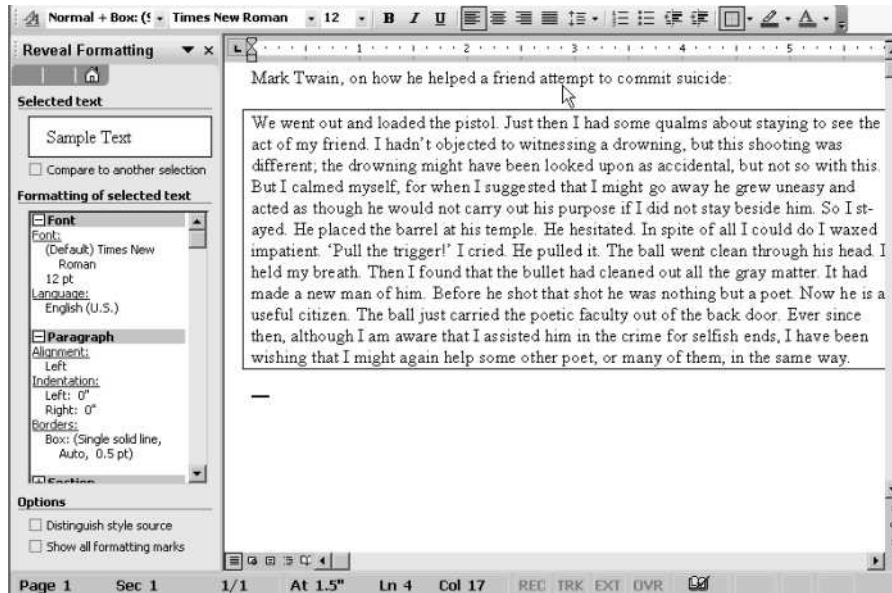 Normal + Box: (S Times New Roman 12 B I U A
Reveal Formatting
Selected text
Sample Text
Compare to another selection
Formatting of selected text
Font
Font:
(Default) Times New
Roman
12 pt
Language:
English (U.S.)
Paragraph
Alignment:
Left
Indentation:
Left: 0"
Right: 0"
Borders:
Box: (Single solid line,
Auto, 0.5 pt)
Section
Options
Distinguish style source
Show all formatting marks
1 2 3 4 5
Mark Twain, on how he helped a friend attempt to commit suicide:
We went out and loaded the pistol. Just then I had some qualms about staying to see the
act of my friend. I hadn't objected to witnessing a drowning, but this shooting was
different; the drowning might have been looked upon as accidental, but not so with this.
But I calmed myself, for when I suggested that I might go away he grew uneasy and
acted as though he would not carry out his purpose if I did not stay beside him. So I st-
ayed. He placed the barrel at his temple. He hesitated. In spite of all I could do I waxed
impatient. ‘Pull the trigger!’ I cried. He pulled it. The ball went clean through his head. I
held my breath. Then I found that the bullet had cleaned out all the gray matter. It had
made a new man of him. Before he shot that shot he was nothing but a poet. Now he is a
useful citizen. The ball just carried the poetic faculty out of the back door. Ever since
then, although I am aware that I assisted him in the crime for selfish ends, I have been
wishing that I might again help some other poet, or many of them, in the same way.
Page 1 Sec 1 1/1 At 1.5" Ln 4 Col 17 REC TRK EXT OVR